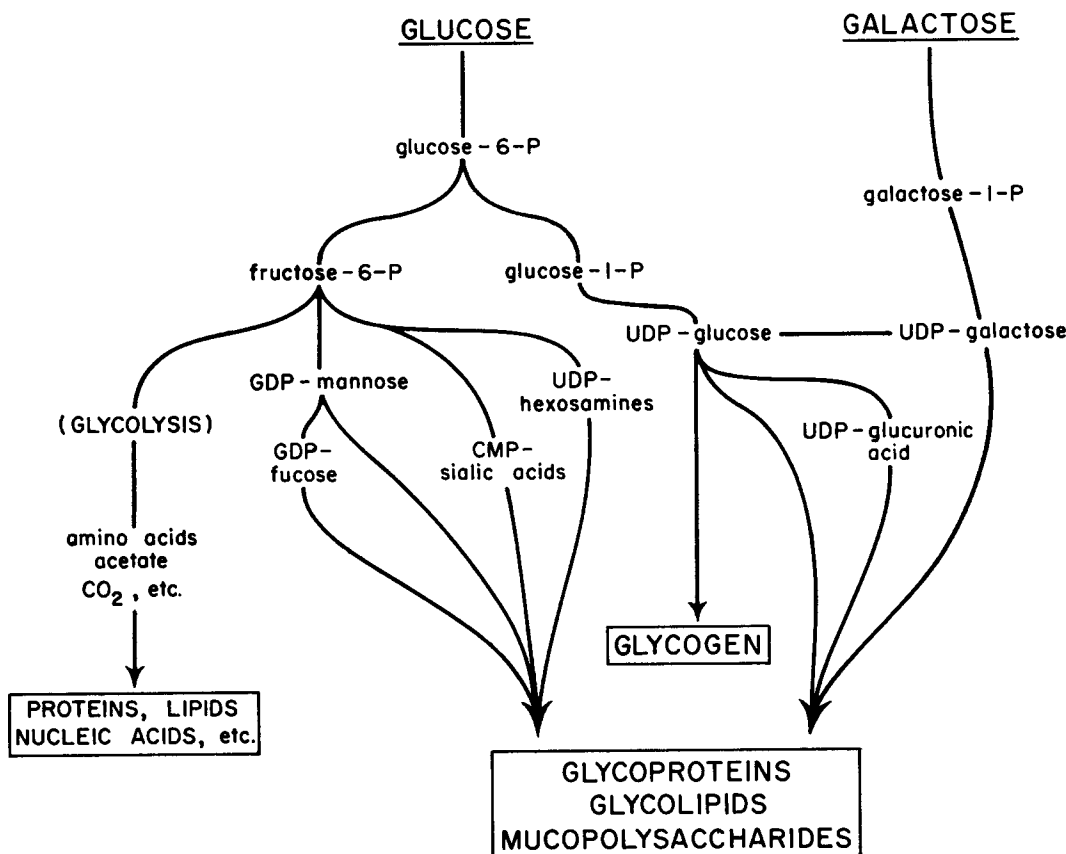 GLUCOSE
GALACTOSE
glucose-6-P
galactose-1-P
fructose-6-P
glucose-1-P
UDP-glucose
UDP-galactose
GDP-mannose
UDP-
hexosamines
(GLYCOLYSIS)
GDP-
fucose
CMP-
sialic acids
UDP-glucuronic
acid
amino acids
acetate
CO2, etc.
GLYCOGEN
PROTEINS, LIPIDS
NUCLEIC ACIDS, etc.
GLYCOPROTEINS
GLYCOLIPIDS
MUCOPOLYSACCHARIDES